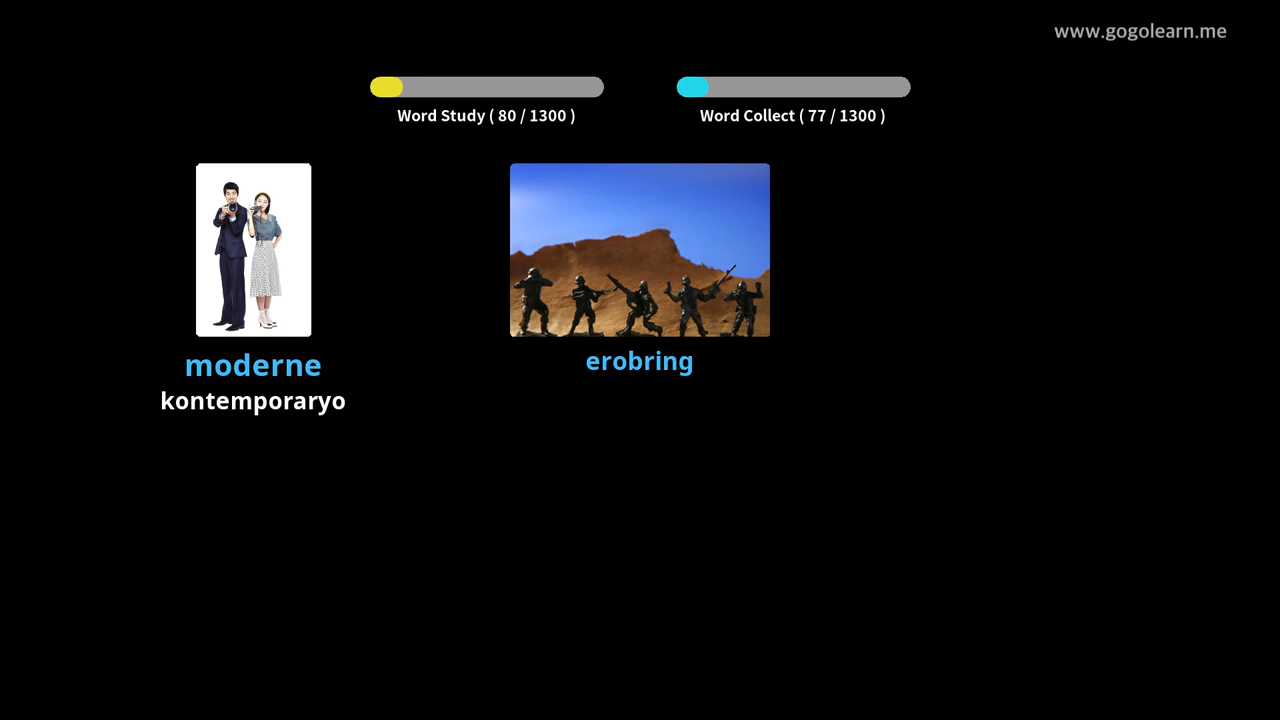 www.gogolearn.me
Word Study ( 80 / 1300 )
Word Collect ( 77 / 1300 )
moderne
kontemporaryo
erobring